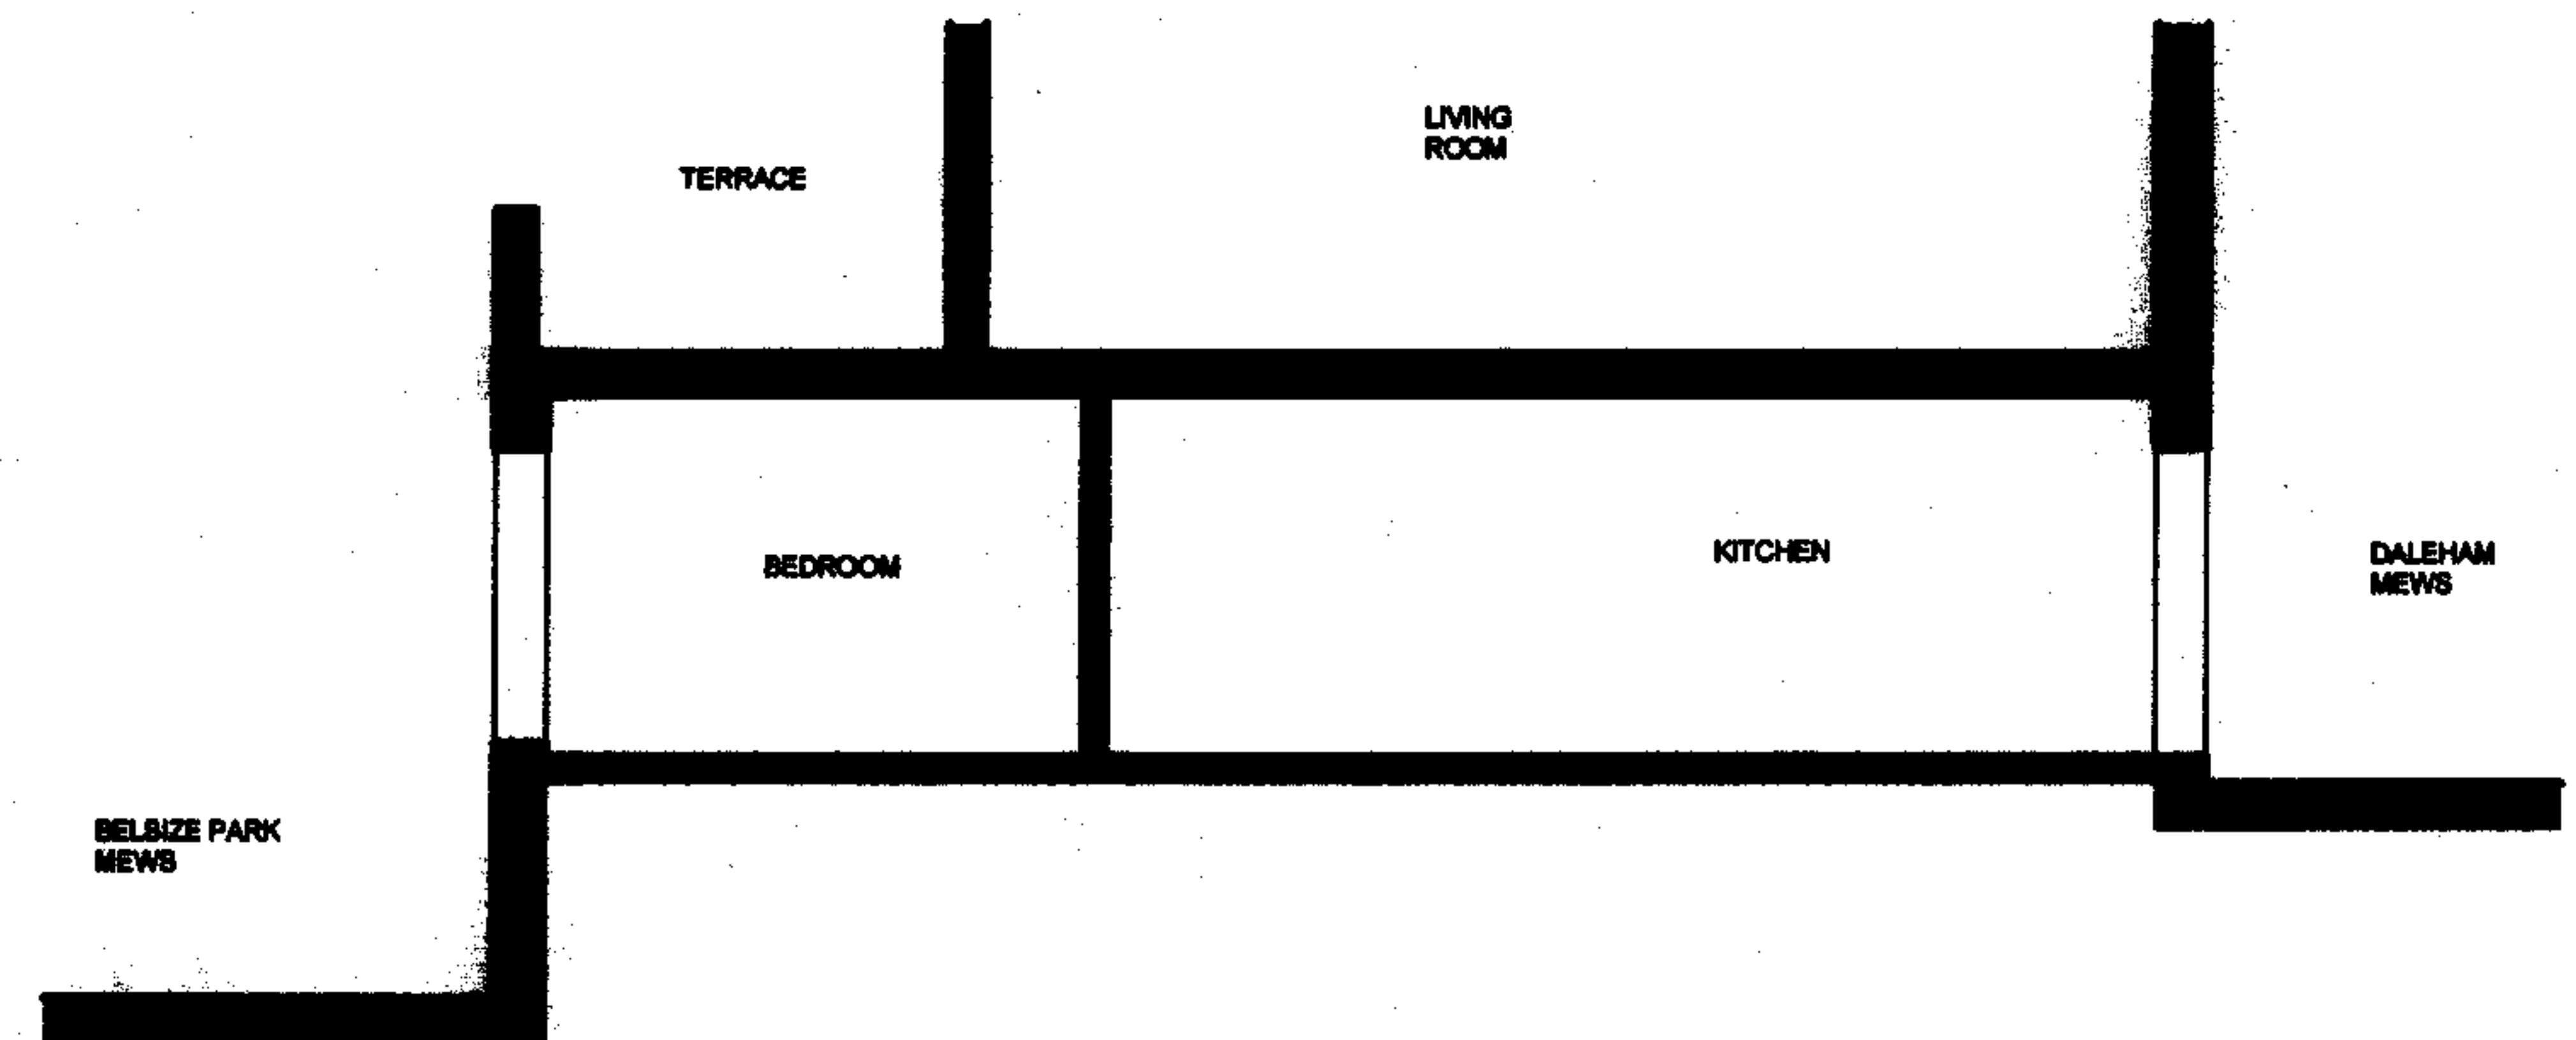 LIVING
ROOM
TERRACE
KITCHEN
BEDROOM
DALEHAM
MEWS
BELSIZE PARK
MEWS